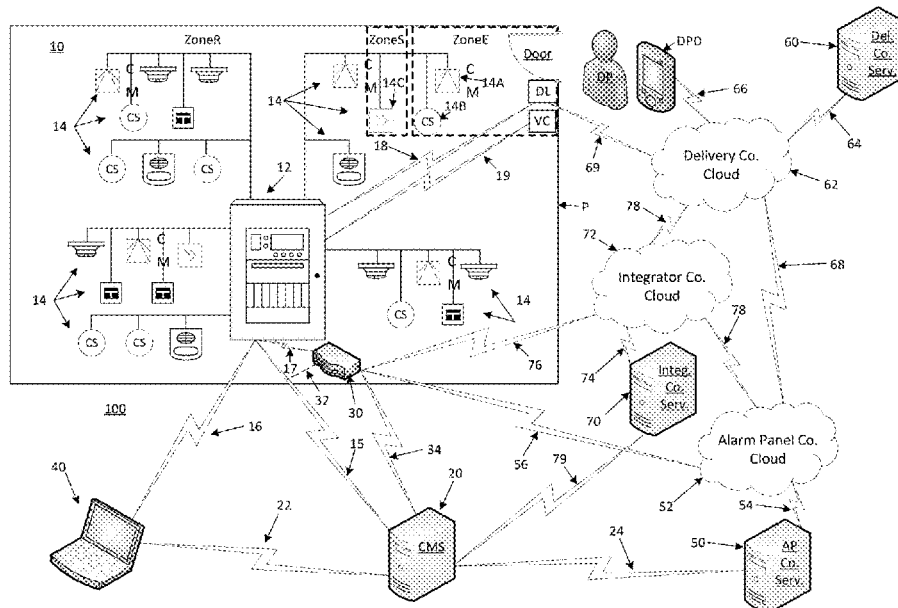 10
ZoneR
ZoneS
ZoneE
Door
DPO
60
Del.
Co.
Serv.
C
M
C
M
14C
C
M
14A
14
14
14B
CS
CS
DL
VC
DP
66
64
CS
CS
CS
18
19
69
Delivery Co.
Cloud
62
12
P
78
72
C
M
14
Integrator Co.
Cloud
68
C
M
14
CS
CS
CS
76
78
17
32
30
74
Integ.
Co.
Serv.
70
100
16
15
34
56
Alarm Panel Co.
Cloud
52
54
40
22
20
79
CMS
24
50
AP
Co.
Serv.